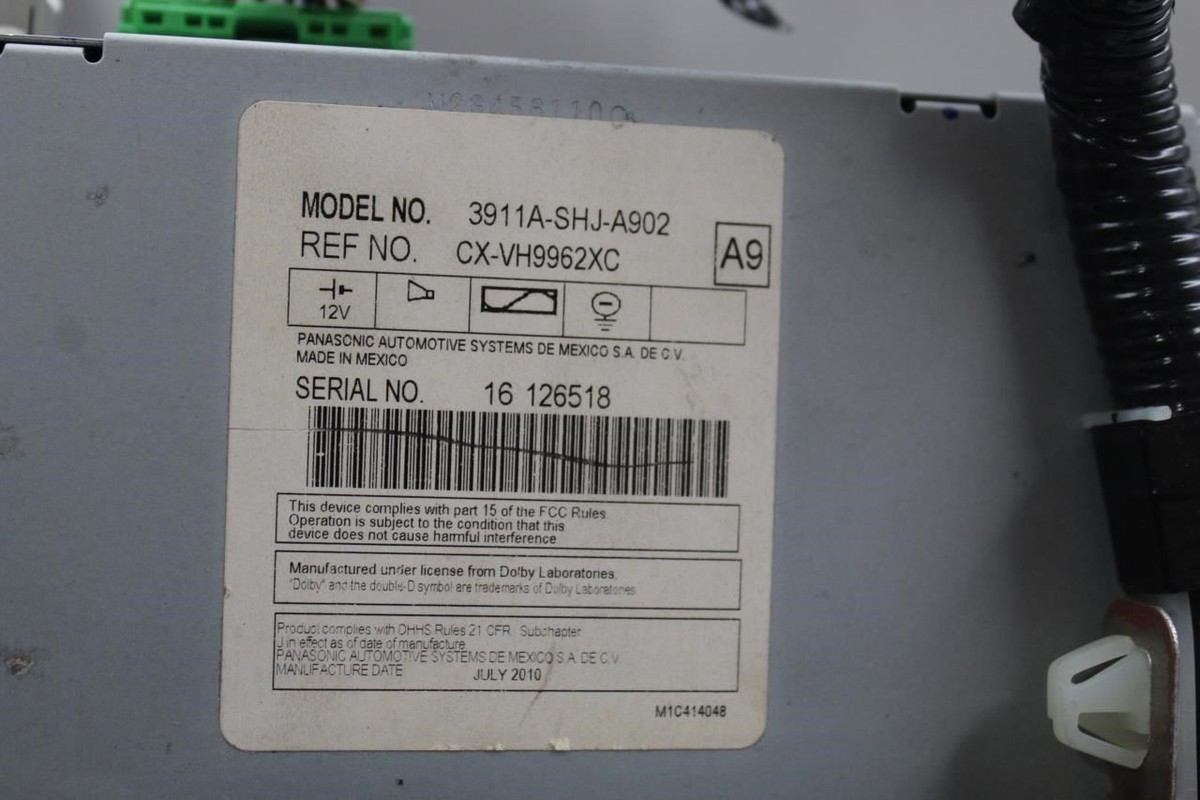 MODEL NO. 3911A-SHJ-A902
REF NO. CX-VH9962XC
A9
12V
PANASONIC AUTOMOTIVE SYSTEMS DE MEXICO S.A. DE C.V.
MADE IN MEXICO
SERIAL NO. 16 126518
This device complies with part 15 of the FCC Rules.
Operation is subject to the condition that this
device does not cause harmful interference
Manufactured under license from Dolby Laboratories.
"Dolby" and the double-D symbol are trademarks of Dolby Laboratories.
Product complies with DHHS Rules 21 CFR, Subchapter
J in effect as of date of manufacture.
PANASONIC AUTOMOTIVE SYSTEMS DE MEXICO S.A. DE C.V.
MANUFACTURE DATE JULY 2010
M1C414048